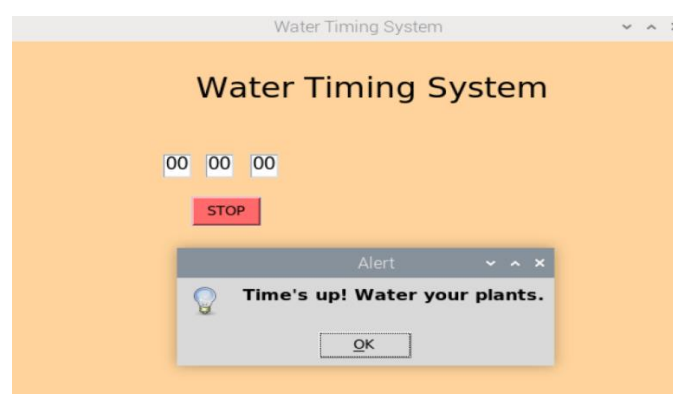 Water Timing System
Water Timing System
00 00 00
STOP
Alert
Time's up! Water your plants.
OK